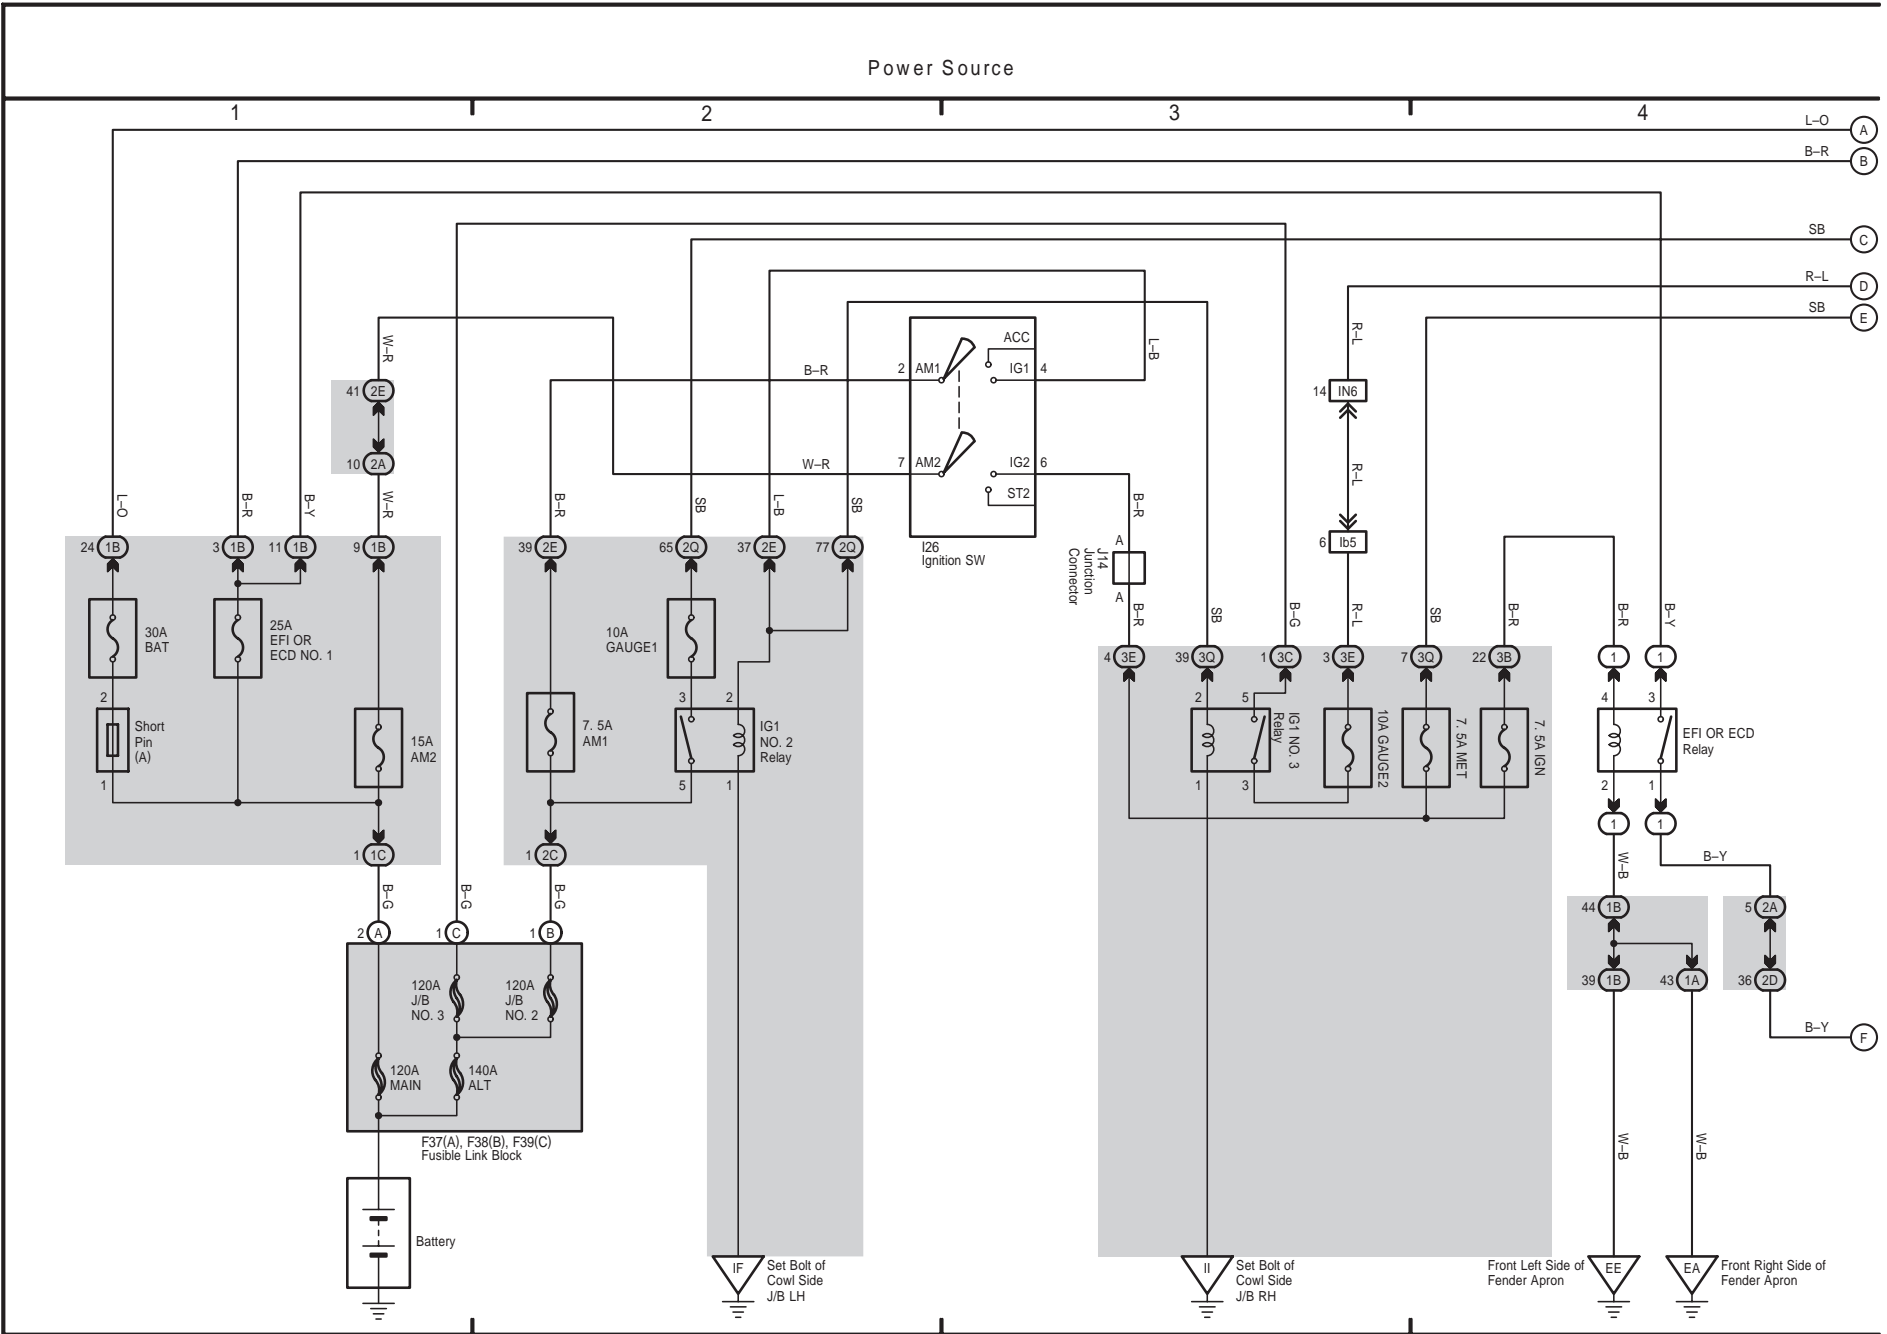 Power Source
1
2
3
4
L–O
A
B–R
B
SB
C
R–L
D
SB
E
W–R
ACC
R–L
L–B
B–R
2
AM1
IG1
4
41
2E
14
IN6
10
2A
W–R
7
AM2
IG2
6
ST2
R–L
L–O
B–R
B–Y
W–R
B–R
SB
L–B
SB
B–R
24
1B
3
1B
11
1B
9
1B
39
2E
65
2Q
37
2E
77
2Q
I26
Ignition SW
A
J14
Junction
Connector
A
6
Ib5
B–R
SB
B–G
R–L
SB
B–R
B–R
B–Y
30A
BAT
25A
EFI OR
ECD NO. 1
10A
GAUGE1
4
3E
39
3Q
1
3C
3
3E
7
3Q
22
3B
1
1
2
3
2
2
5
4
3
Short
Pin
(A)
15A
AM2
7. 5A
AM1
IG1
NO. 2
Relay
IG1 NO. 3
Relay
10A GAUGE2
7. 5A MET
7. 5A IGN
EFI OR ECD
Relay
1
5
1
1
3
2
1
1
1
1
1C
1
2C
B–Y
W–B
B–G
B–G
B–G
2
A
1
C
1
B
44
1B
5
2A
39
1B
43
1A
36
2D
120A
J/B
NO. 3
120A
J/B
NO. 2
B–Y
F
120A
MAIN
140A
ALT
F37(A), F38(B), F39(C)
Fusible Link Block
W–B
W–B
Battery
IF
Set Bolt of
Cowl Side
J/B LH
II
Set Bolt of
Cowl Side
J/B RH
Front Left Side of
Fender Apron
EE
EA
Front Right Side of
Fender Apron